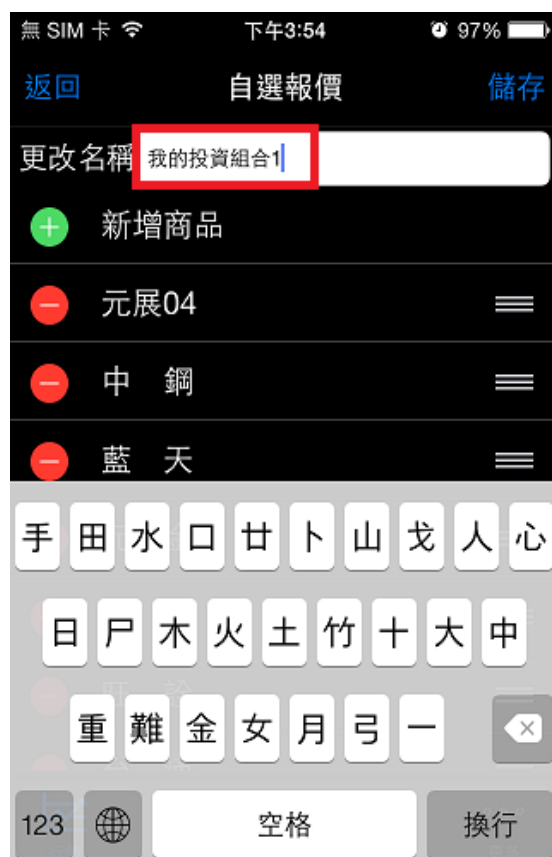 無 SIM 卡 下午3:54 97%
返回 自選報價 儲存
更改名稱 我的投資組合1
新增商品
元展04
中 鋼
藍 天
手 田 水 口 廿 卜 山 戈 人 心
日 尸 木 火 土 竹 十 大 中
重 難 金 女 月 弓 一
123 空格 換行